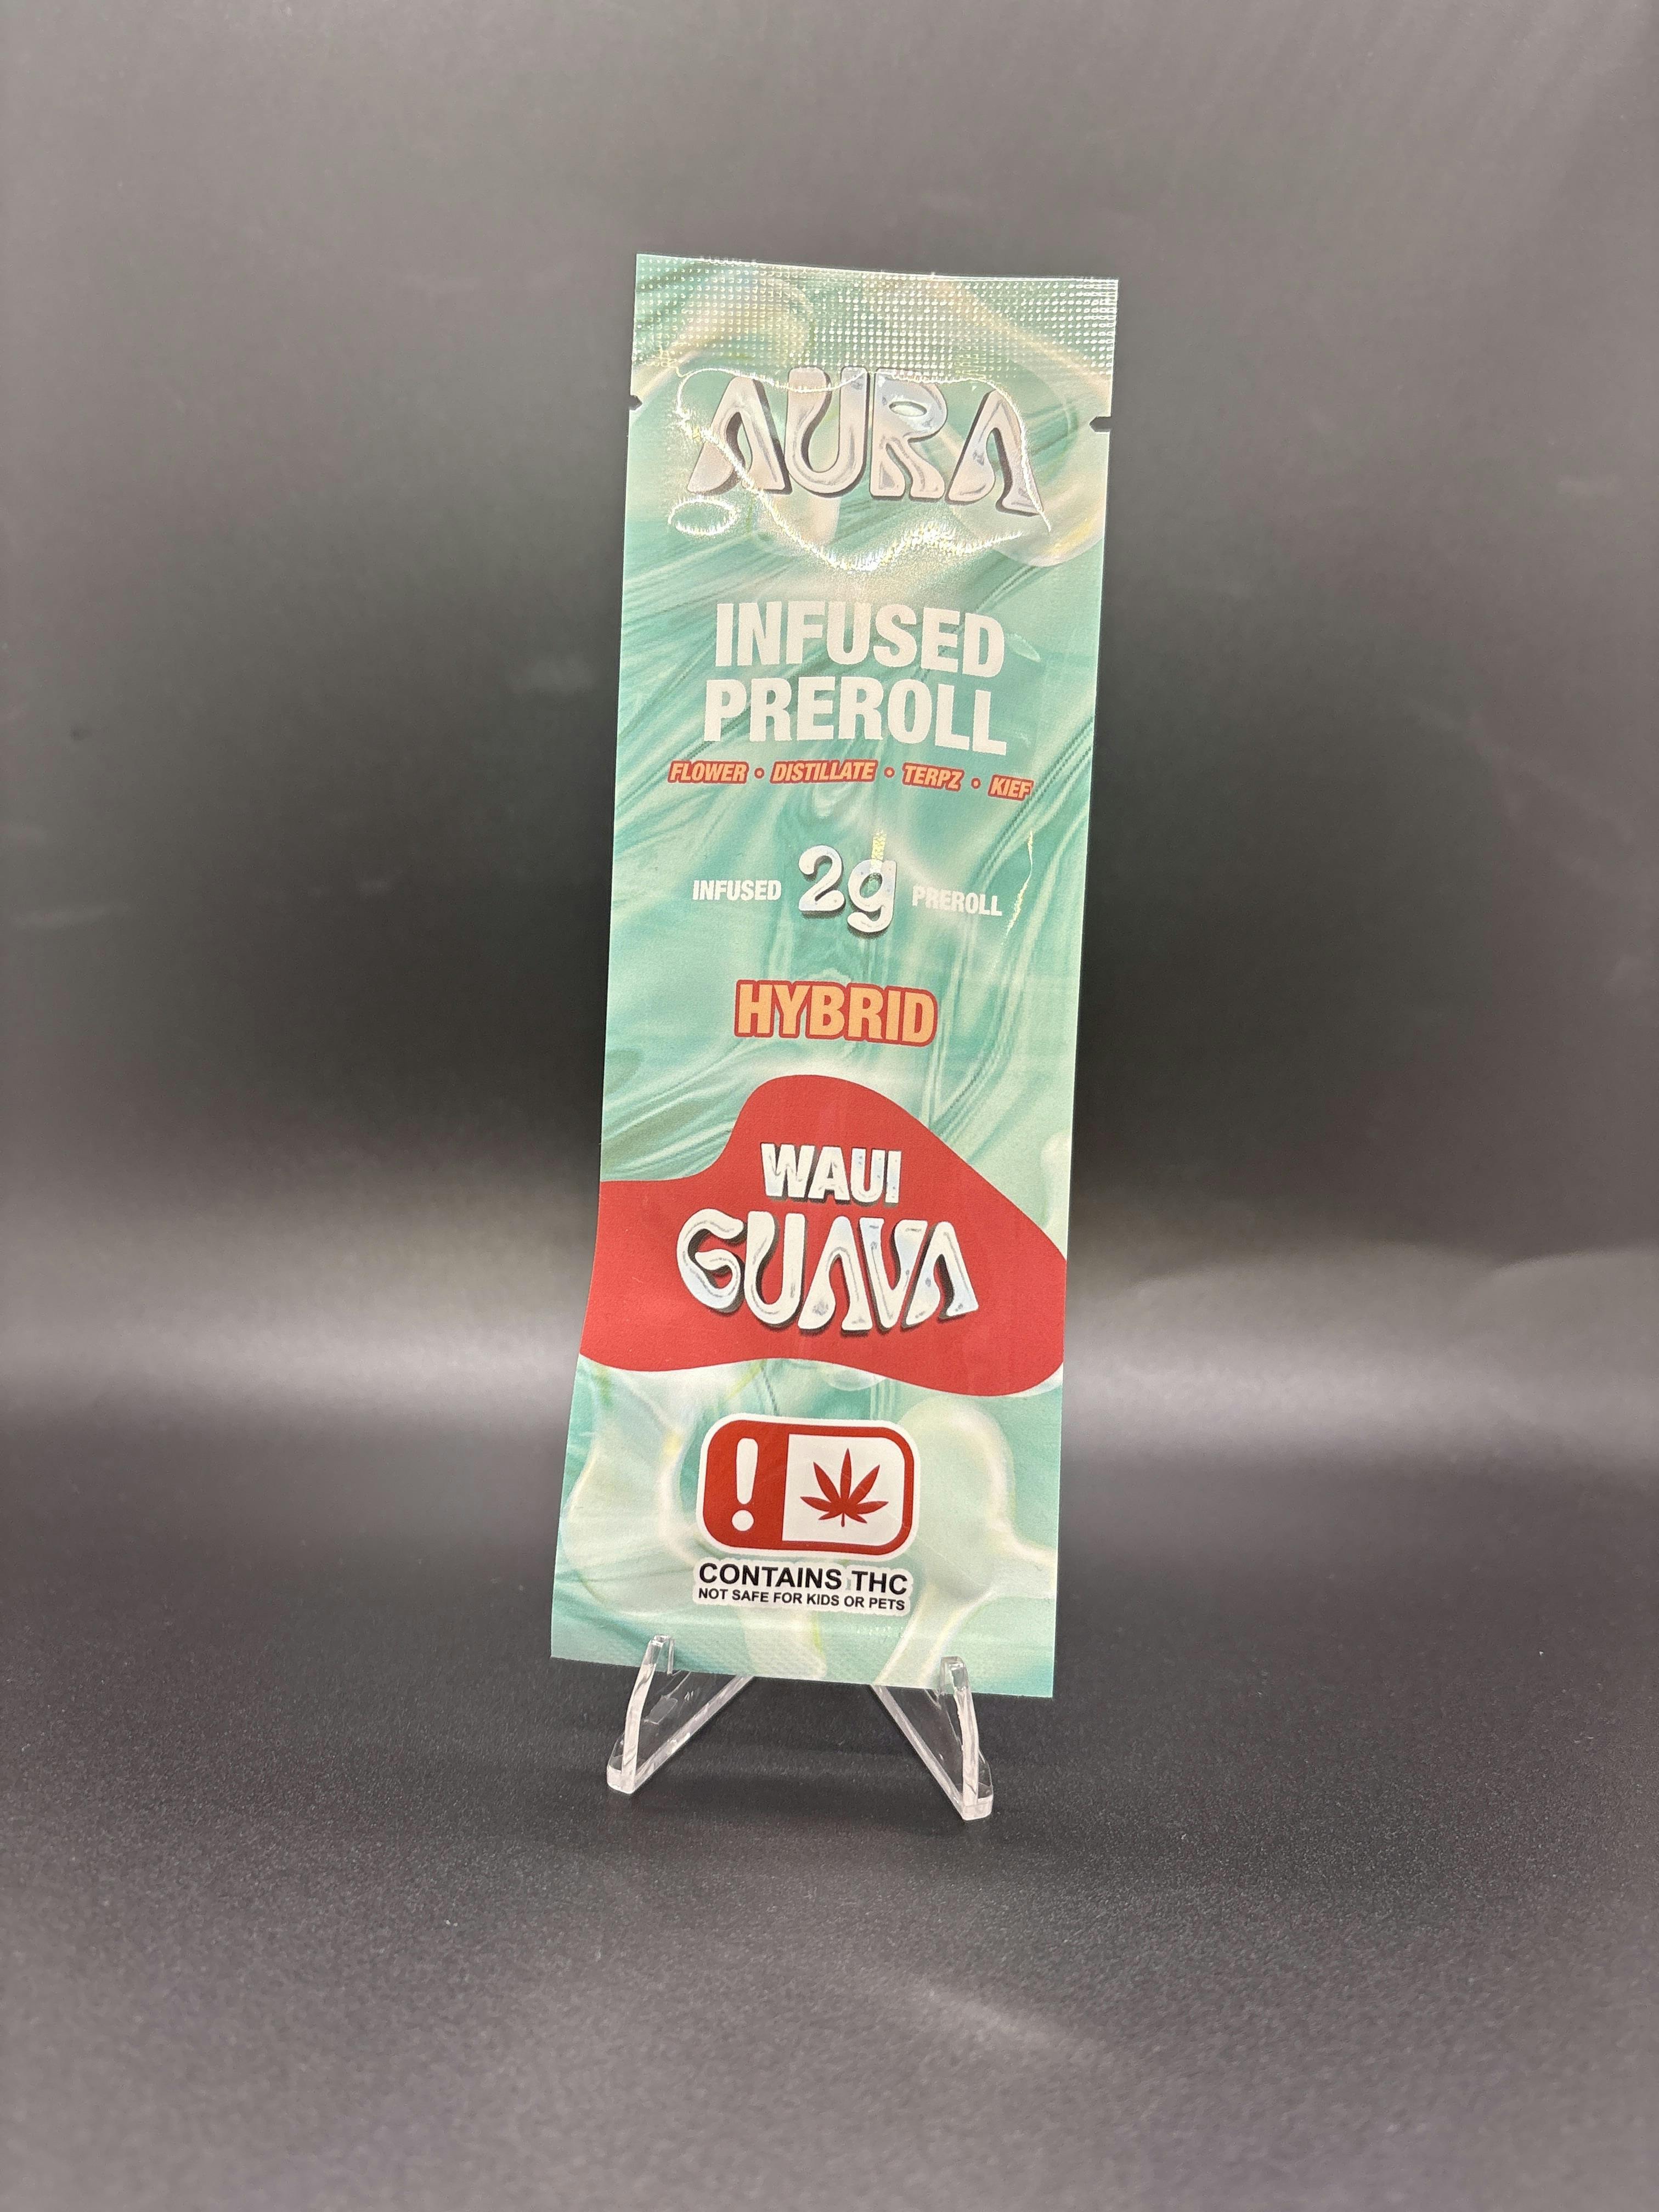 AURA
INFUSED
PREROLL
FLOWER • DISTILLATE • TERPZ • KIEF
INFUSED 2g PREROLL
HYBRID
WAUI
GUAVA
!
CONTAINS THC
NOT SAFE FOR KIDS OR PETS